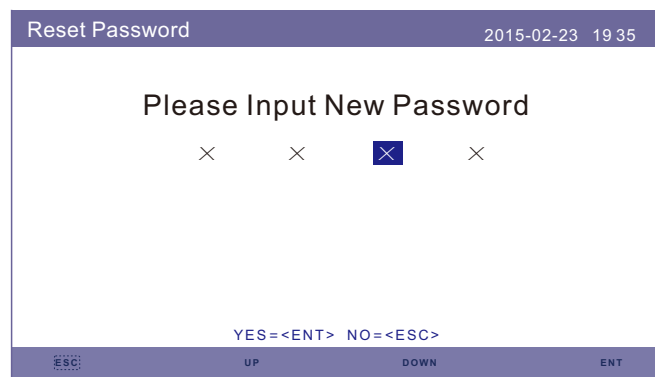 Reset Password 2015-02-23 19 35
Please Input New Password
× × × ×
YES=<ENT> NO=<ESC>
ESC UP DOWN ENT